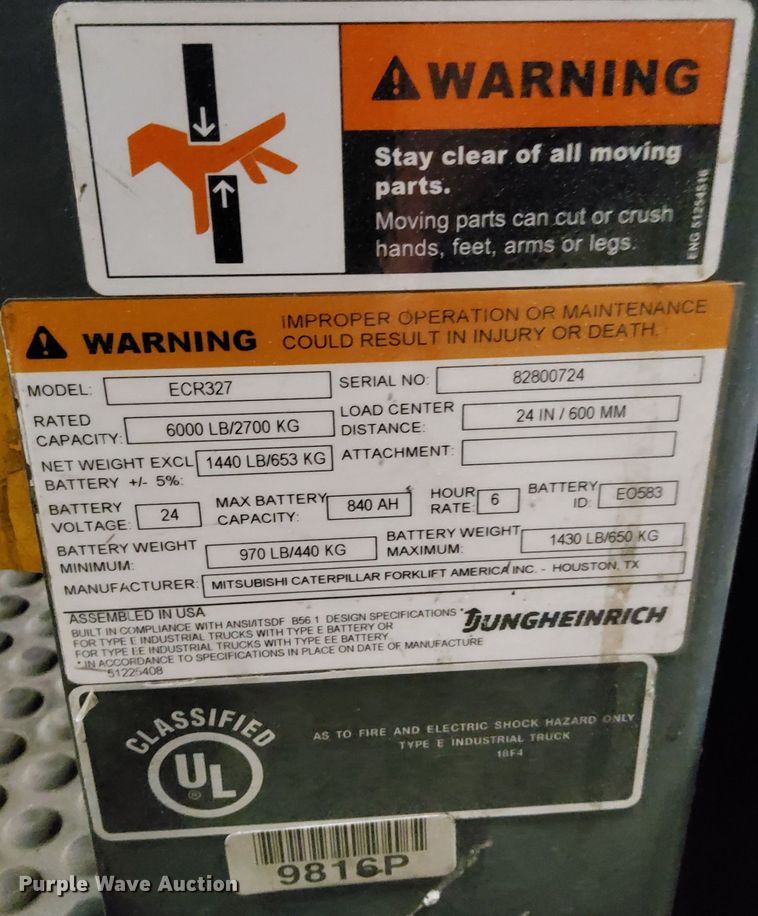 WARNING
Stay clear of all moving
parts.
Moving parts can cut or crush
hands, feet, arms or legs.
ENG 51254516
WARNING
IMPROPER OPERATION OR MAINTENANCE
COULD RESULT IN INJURY OR DEATH.
MODEL: ECR327 SERIAL NO: 82800724
RATED
CAPACITY: 6000 LB/2700 KG LOAD CENTER
DISTANCE: 24 IN / 600 MM
NET WEIGHT EXCL
BATTERY +/- 5%: 1440 LB/653 KG ATTACHMENT:
BATTERY
VOLTAGE: 24 MAX BATTERY
CAPACITY: 840 AH HOUR
RATE: 6 BATTERY
ID: EO583
BATTERY WEIGHT
MINIMUM: 970 LB/440 KG BATTERY WEIGHT
MAXIMUM: 1430 LB/650 KG
MANUFACTURER: MITSUBISHI CATERPILLAR FORKLIFT AMERICA INC. - HOUSTON, TX
ASSEMBLED IN USA
BUILT IN COMPLIANCE WITH ANSI/ITSDF B56.1 DESIGN SPECIFICATIONS *
FOR TYPE E INDUSTRIAL TRUCKS WITH TYPE E BATTERY OR
FOR TYPE EE INDUSTRIAL TRUCKS WITH TYPE EE BATTERY.
* IN ACCORDANCE TO SPECIFICATIONS IN PLACE ON DATE OF MANUFACTURE
51225408
JUNGHEINRICH
CLASSIFIED
UL
®
AS TO FIRE AND ELECTRIC SHOCK HAZARD ONLY
TYPE E INDUSTRIAL TRUCK
18F4
9816P
Purple Wave Auction